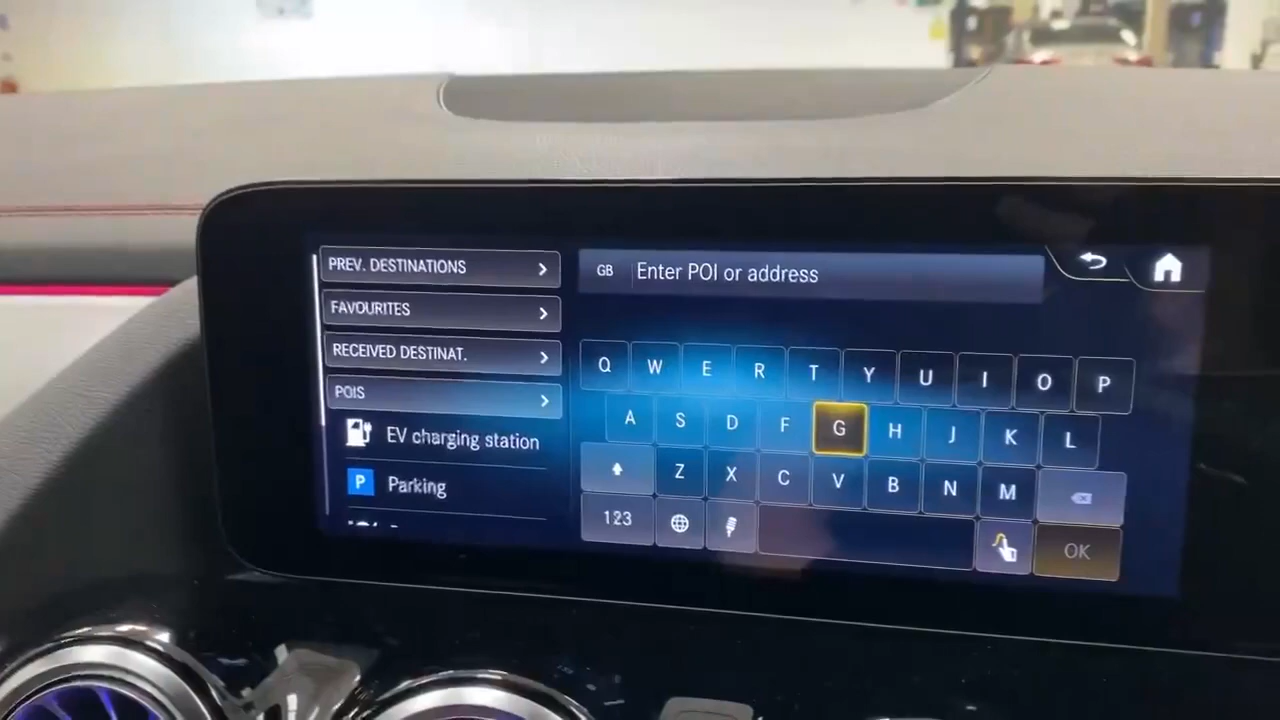 PREV. DESTINATIONS
FAVOURITES
RECEIVED DESTINAT.
POIS
EV charging station
P Parking
GB Enter POI or address
Q W E R T Y U I O P
A S D F G H J K L
Z X C V B N M
123
OK